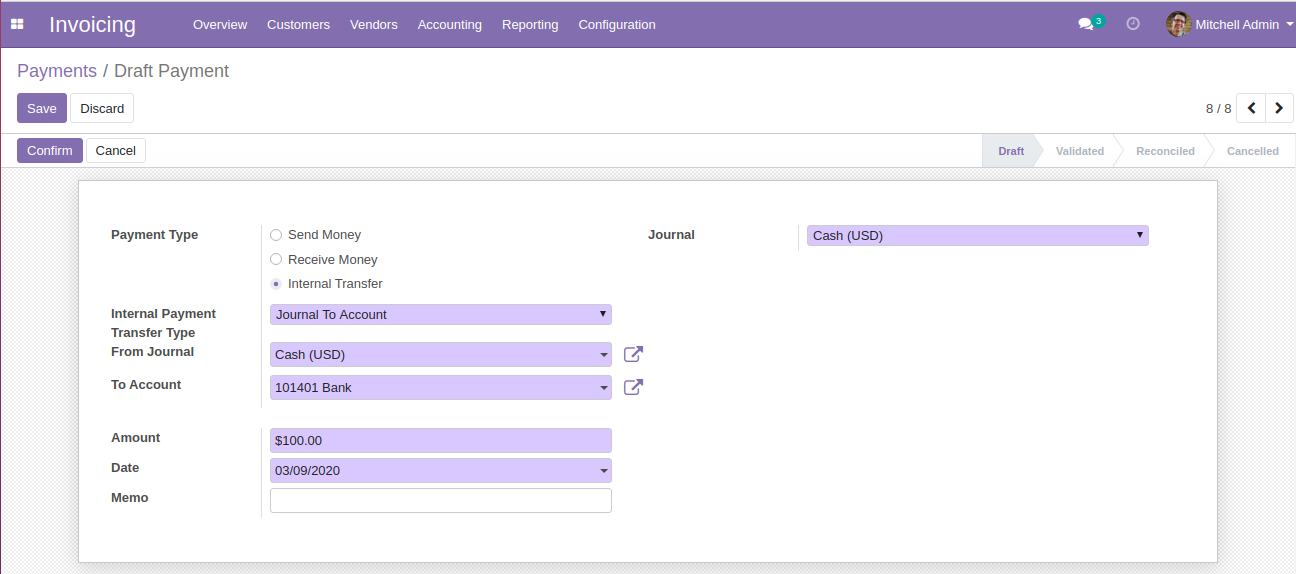 Invoicing Overview Customers Vendors Accounting Reporting Configuration 3 Mitchell Admin
Payments / Draft Payment
Save Discard 8 / 8
Confirm Cancel Draft Validated Reconciled Cancelled
Payment Type Send Money Journal Cash (USD)
Receive Money
Internal Transfer
Internal Payment Journal To Account
Transfer Type
From Journal Cash (USD)
To Account 101401 Bank
Amount $100.00
Date 03/09/2020
Memo